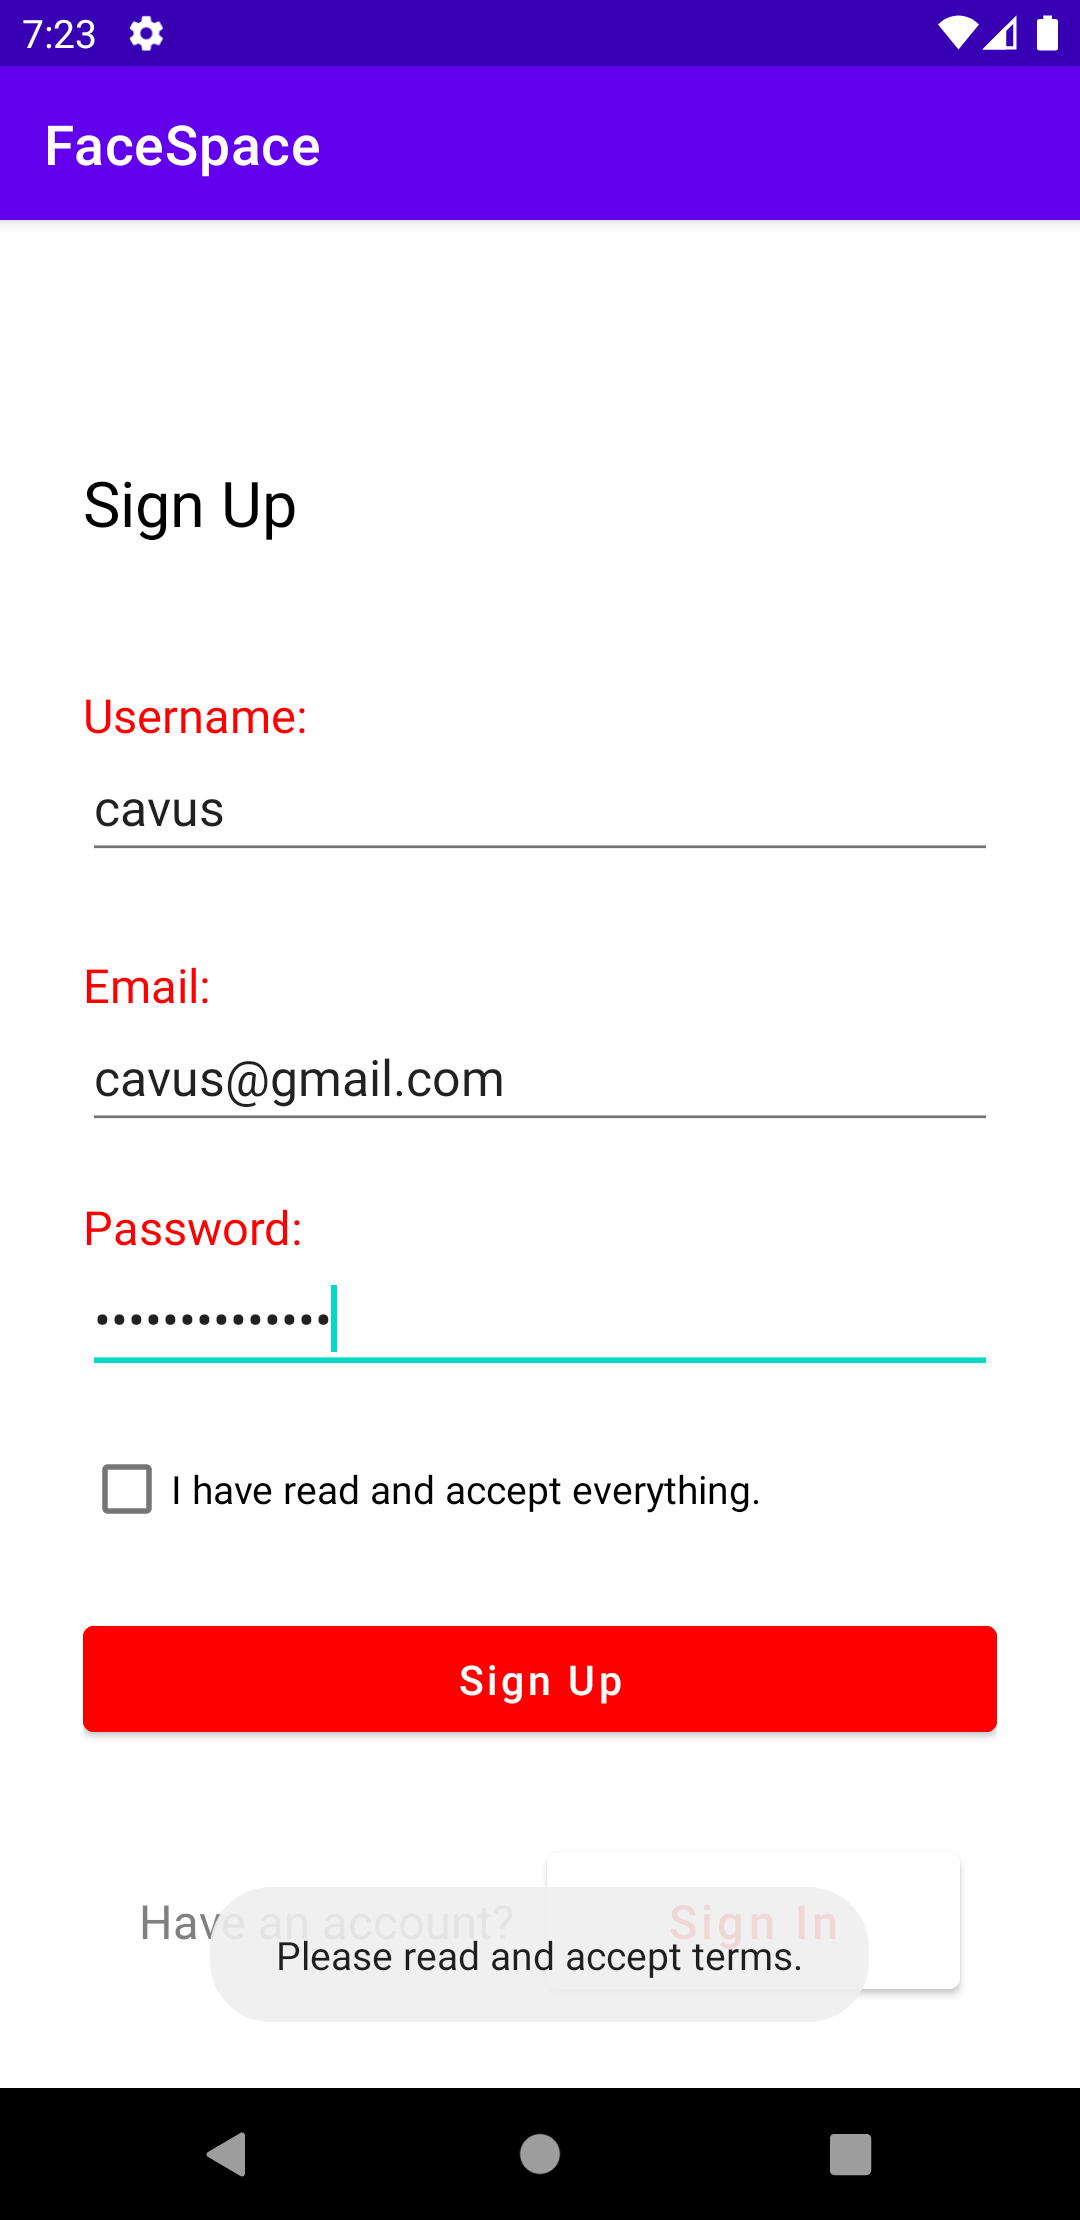 7:23
FaceSpace
Sign Up
Username:
cavus
Email:
cavus@gmail.com
Password:
••••••••••••••
I have read and accept everything.
Sign Up
Have an account?
Sign In
Please read and accept terms.